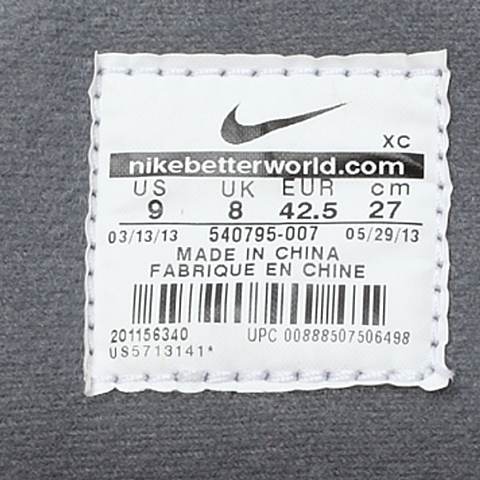 XC
nikebetterworld.com
US UK EUR cm
9 8 42.5 27
03/13/13 540795-007 05/29/13
MADE IN CHINA
FABRIQUE EN CHINE
201156340 UPC 00888507506498
US5713141*